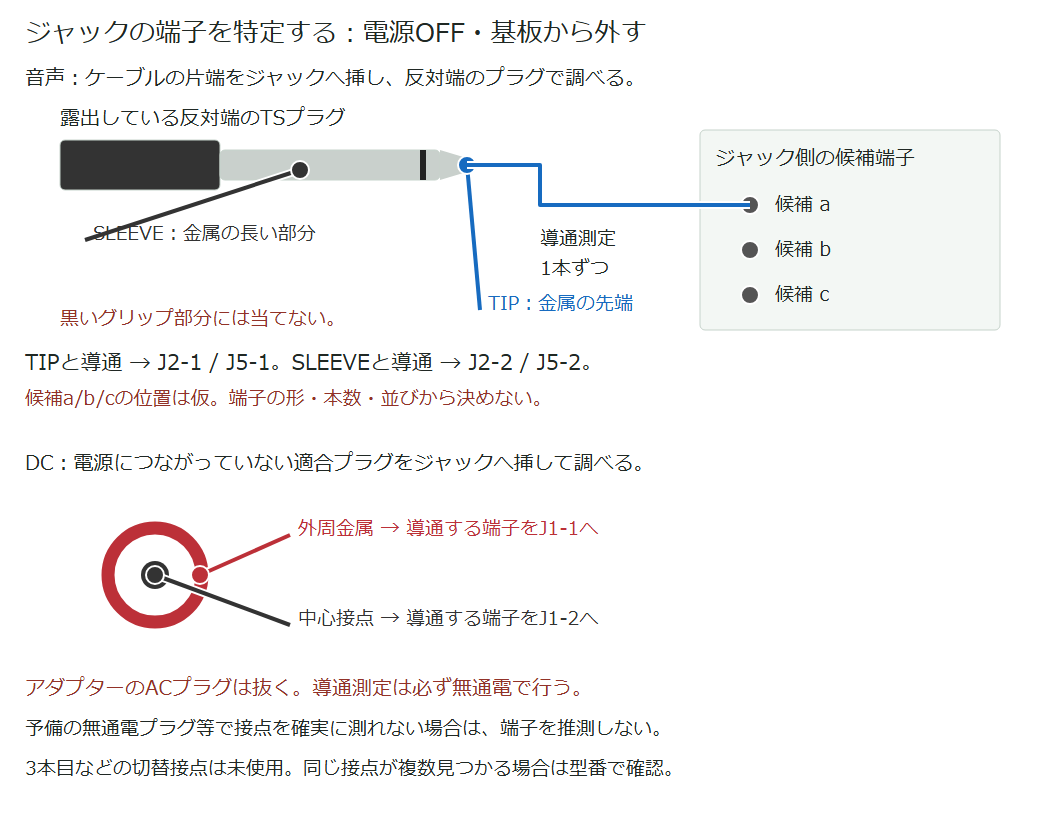 ジャックの端子を特定する：電源OFF・基板から外す
音声：ケーブルの片端をジャックへ挿し、反対端のプラグで調べる。
露出している反対端のTSプラグ
ジャック側の候補端子
候補 a
SLEEVE：金属の長い部分
導通測定
候補 b
1本ずつ
候補 c
TIP：金属の先端
黒いグリップ部分には当てない。
TIPと導通 → J2-1 / J5-1。SLEEVEと導通 → J2-2 / J5-2。
候補a/b/cの位置は仮。端子の形・本数・並びから決めない。
DC：電源につながっていない適合プラグをジャックへ挿して調べる。
外周金属 → 導通する端子をJ1-1へ
中心接点 → 導通する端子をJ1-2へ
アダプターのACプラグは抜く。導通測定は必ず無通電で行う。
予備の無通電プラグ等で接点を確実に測れない場合は、端子を推測しない。
3本目などの切替接点は未使用。同じ接点が複数見つかる場合は型番で確認。